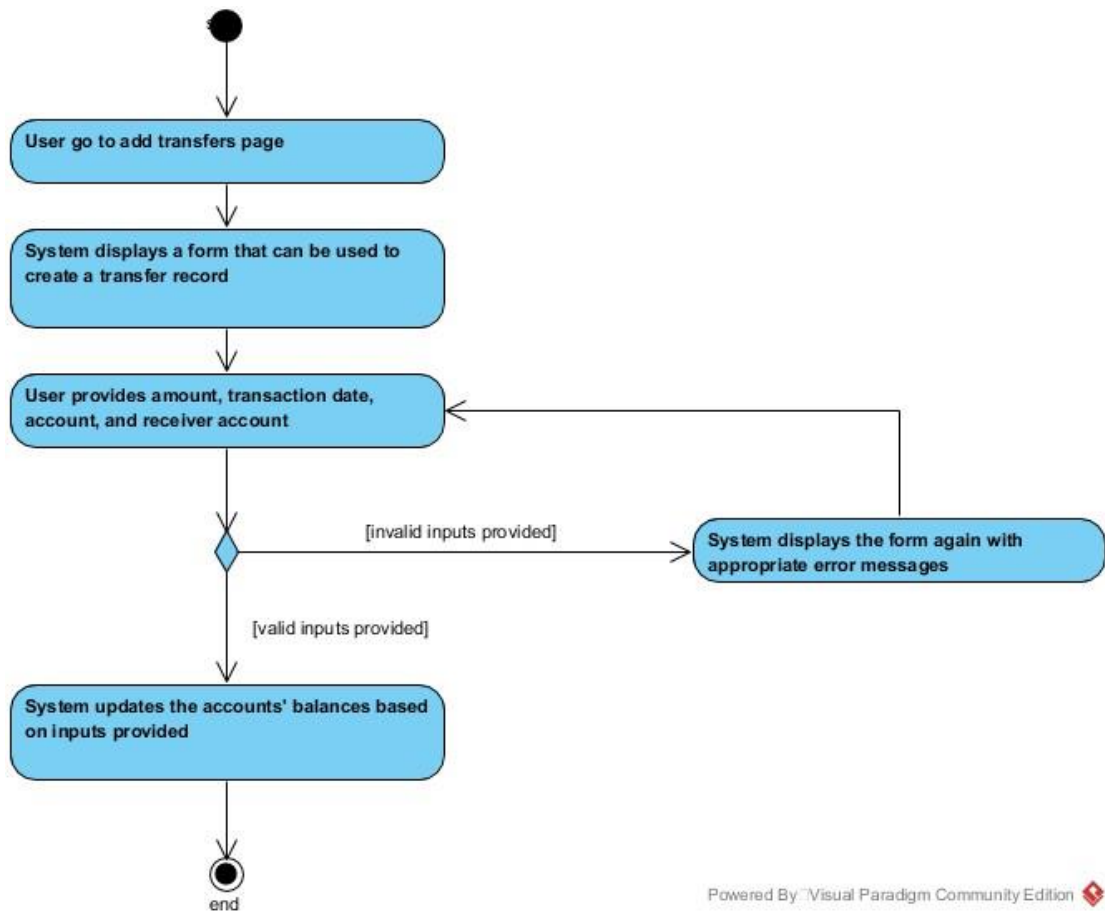 User go to add transfers page
System displays a form that can be used to
create a transfer record
User provides amount, transaction date,
account, and receiver account
[invalid inputs provided]
System displays the form again with
appropriate error messages
[valid inputs provided]
System updates the accounts' balances based
on inputs provided
end
Powered By Visual Paradigm Community Edition